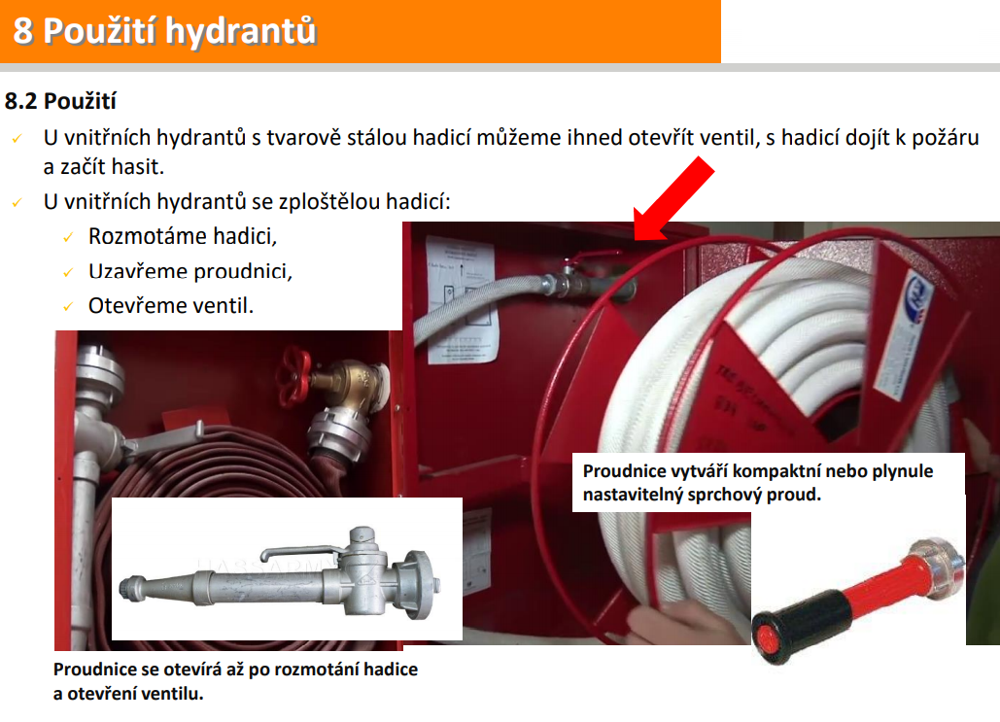 8 Použití hydrantů
8.2 Použití
U vnitřních hydrantů s tvarově stálou hadicí můžeme ihned otevřít ventil, s hadicí dojít k požáru
a začít hasit.
U vnitřních hydrantů se zploštělou hadicí:
Rozmotáme hadici,
Uzavřeme proudnici,
Otevřeme ventil.
Proudnice vytváří kompaktní nebo plynule
nastavitelný sprchový proud.
Proudnice se otevírá až po rozmotání hadice
a otevření ventilu.